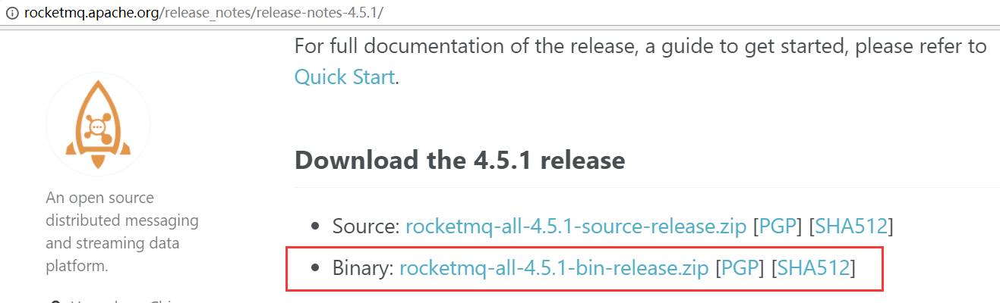 rocketmq.apache.org/release_notes/release-notes-4.5.1/
For full documentation of the release, a guide to get started, please refer to
Quick Start.
Download the 4.5.1 release
An open source
distributed messaging
and streaming data
platform.
Source: rocketmq-all-4.5.1-source-release.zip [PGP] [SHA512]
Binary: rocketmq-all-4.5.1-bin-release.zip [PGP] [SHA512]